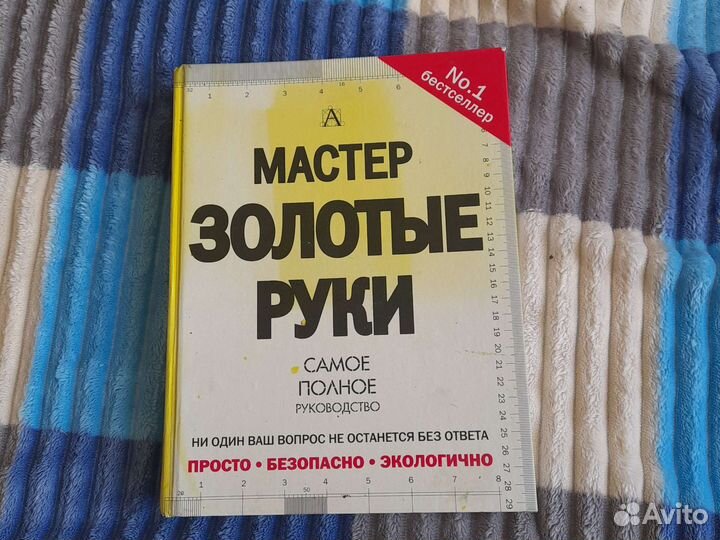 No.1
бестселлер
А
МАСТЕР
ЗОЛОТЫЕ
РУКИ
САМОЕ
ПОЛНОЕ
РУКОВОДСТВО
НИ ОДИН ВАШ ВОПРОС НЕ ОСТАНЕТСЯ БЕЗ ОТВЕТА
ПРОСТО • БЕЗОПАСНО • ЭКОЛОГИЧНО
Avito